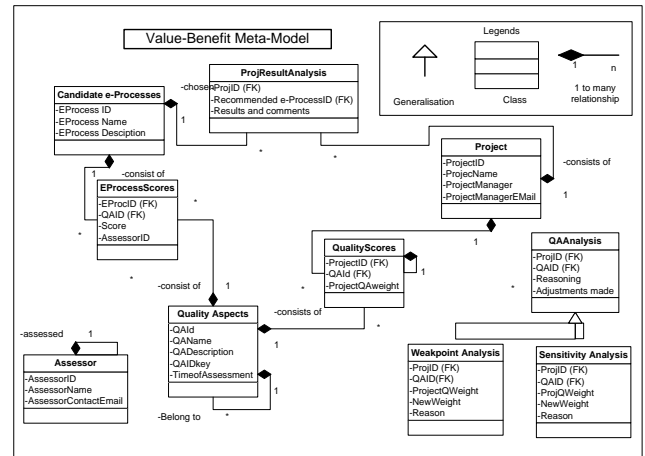 Value-Benefit Meta-Model
Legends
Generalisation
Class
1
n
1 to many
relationship
Candidate e-Processes
-EProcess ID
-EProcess Name
-EProcess Desciption
-chosen
1
*
ProjResultAnalysis
-ProjID (FK)
-Recommended e-ProcessID (FK)
-Results and comments
*
Project
-ProjectID
-ProjecName
-ProjectManager
-ProjectManagerEMail
-consists of
1
1
1
-consist of
*
EProcessScores
-EProcID (FK)
-QAID (FK)
-Score
-AssessorID
*
*
QualityScores
-ProjectID (FK)
-QAId (FK)
-ProjectQAweight
1
*
*
QAAnalysis
-ProjID (FK)
-QAID (FK)
-Reasoning
-Adjustments made
*
-consist of
1
Quality Aspects
-QAId
-QAName
-QADescription
-QAIDkey
-TimeofAssessment
-consists of
1
1
-Belong to
*
-assessed
1
Assessor
-AssessorID
-AssessorName
-AssessorContactEmail
Weakpoint Analysis
-ProjID (FK)
-QAID(FK)
-ProjectQWeight
-NewWeight
-Reason
Sensitivity Analysis
-ProjID (FK)
-QAID (FK)
-ProjQWeight
-NewWeight
-Reason